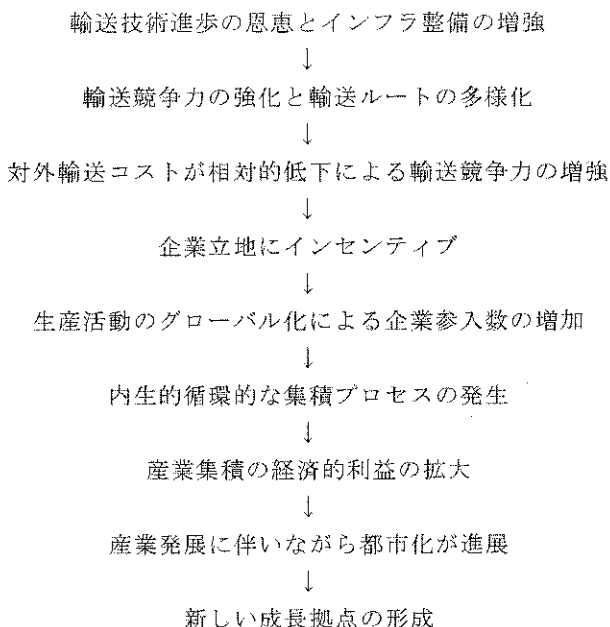 輸送技術進歩の恩恵とインフラ整備の増強
↓
輸送競争力の強化と輸送ルートの多様化
↓
対外輸送コストが相対的低下による輸送競争力の増強
↓
企業立地にインセンティブ
↓
生産活動のグローバル化による企業参入数の増加
↓
内生的循環的な集積プロセスの発生
↓
産業集積の経済的利益の拡大
↓
産業発展に伴いながら都市化が進展
↓
新しい成長拠点の形成